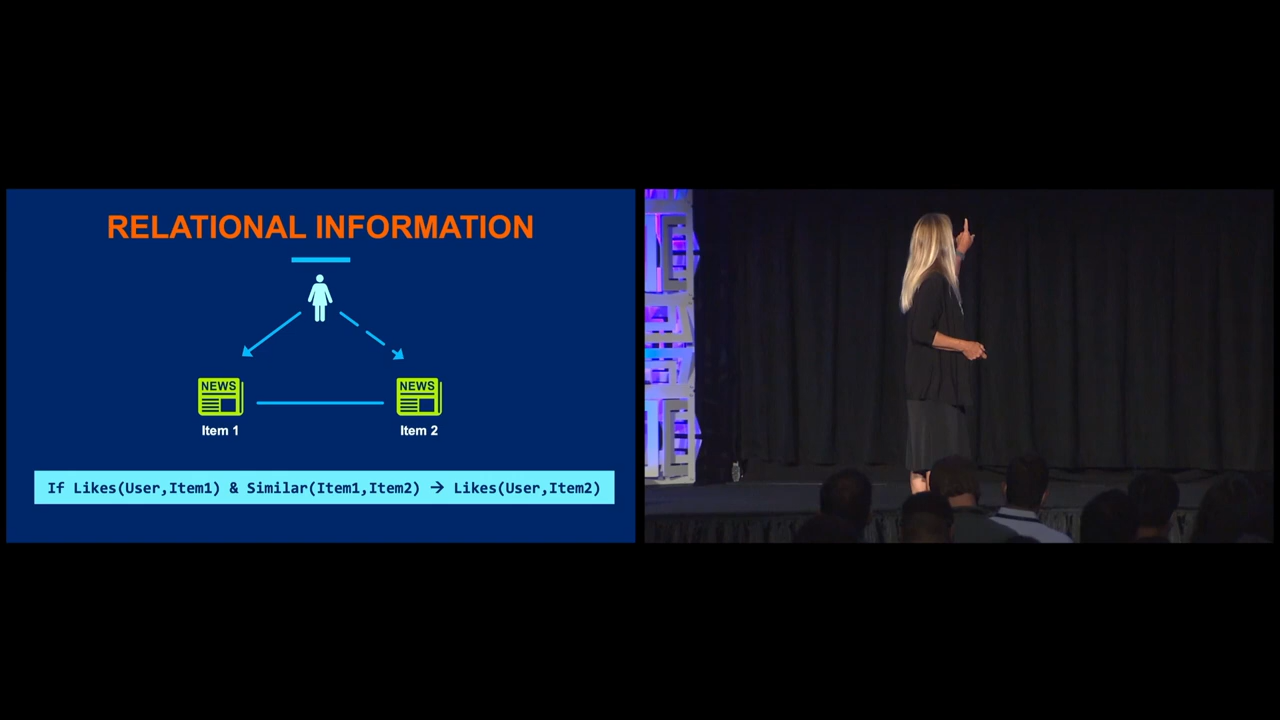 RELATIONAL INFORMATION
NEWS
NEWS
Item 1
Item 2
If Likes(User,Item1) & Similar(Item1,Item2) → Likes(User,Item2)